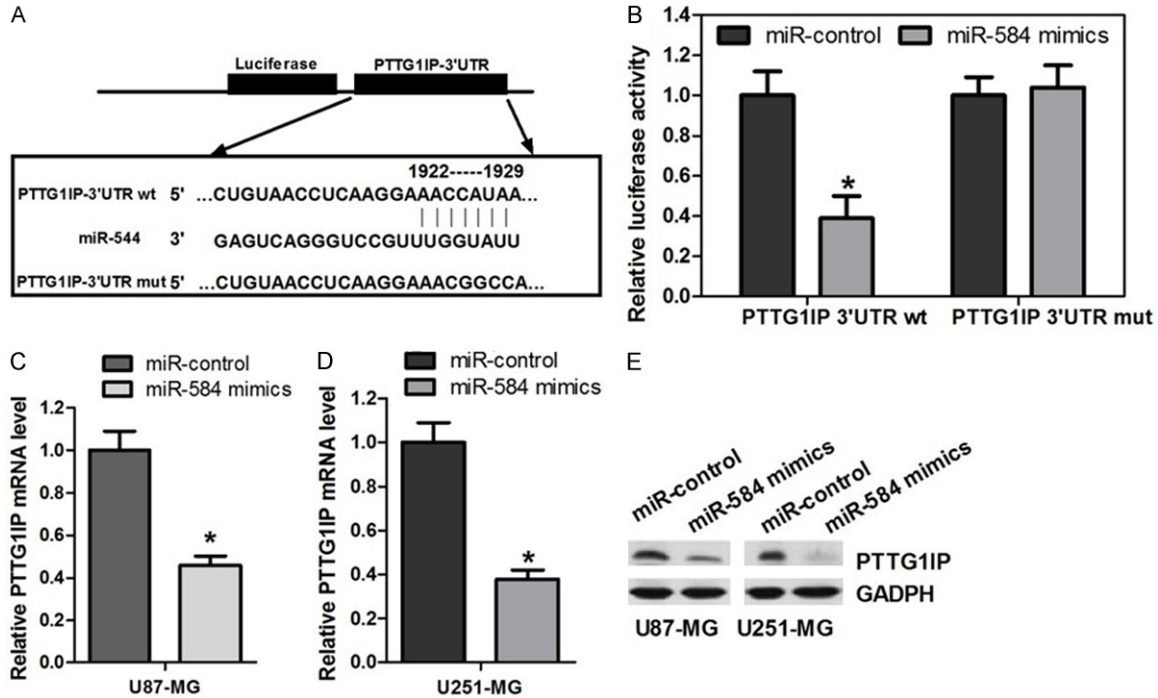 A
Luciferase
PTTG1IP-3'UTR
1922-----1929
PTTG1IP-3'UTR wt 5' ...CUGUAACCUCAAGGAAACCAUAA...
miR-544 3' GAGUCAGGGUCCGUUUGGUAUU
PTTG1IP-3'UTR mut 5' ...CUGUAACCUCAAGGAAACGGCCA...
B
Relative luciferase activity
1.4
1.2
1.0
0.8
0.6
0.4
0.2
0.0
miR-control
miR-584 mimics
*
PTTG1IP 3'UTR wt
PTTG1IP 3'UTR mut
C
miR-control
miR-584 mimics
Relative PTTG1IP mRNA level
1.2
1.0
0.8
0.6
0.4
0.2
0.0
*
U87-MG
D
miR-control
miR-584 mimics
Relative PTTG1IP mRNA level
1.2
1.0
0.8
0.6
0.4
0.2
0.0
*
U251-MG
E
miR-control
miR-584 mimics
miR-control
miR-584 mimics
PTTG1IP
GADPH
U87-MG
U251-MG